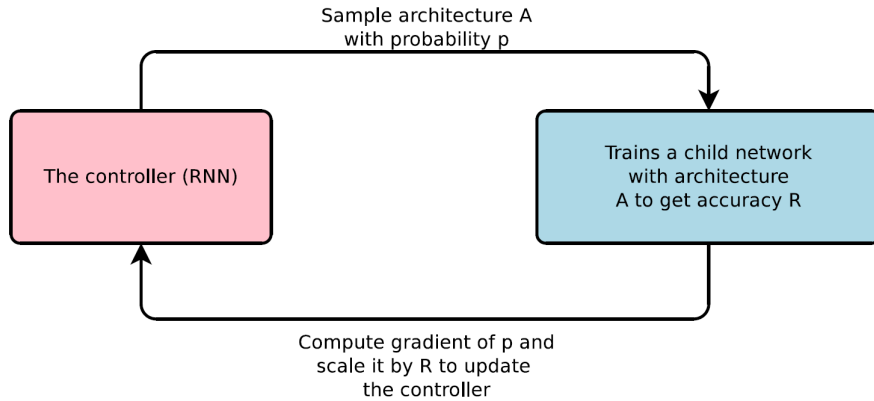 Sample architecture A
with probability p
The controller (RNN)
Trains a child network
with architecture
A to get accuracy R
Compute gradient of p and
scale it by R to update
the controller